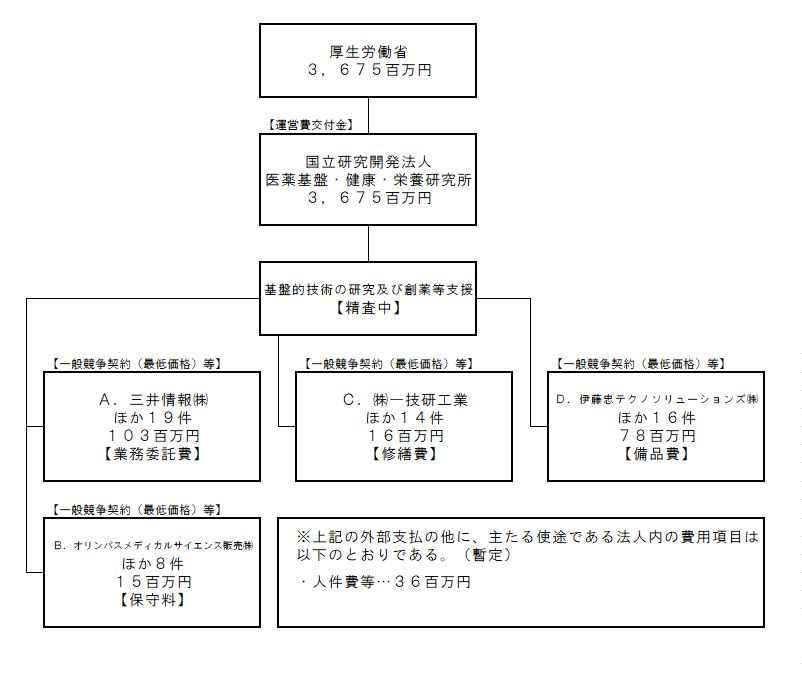 厚生労働省
３，６７５百万円
【運営費交付金】
国立研究開発法人
医薬基盤・健康・栄養研究所
３，６７５百万円
基盤的技術の研究及び創薬等支援
【精査中】
【一般競争契約（最低価格）等】
Ａ．三井情報㈱
ほか１９件
１０３百万円
【業務委託費】
【一般競争契約（最低価格）等】
Ｃ．㈱一技研工業
ほか１４件
１６百万円
【修繕費】
【一般競争契約（最低価格）等】
Ｄ．伊藤忠テクノソリューションズ㈱
ほか１６件
７８百万円
【備品費】
【一般競争契約（最低価格）等】
Ｂ．オリンパスメディカルサイエンス販売㈱
ほか８件
１５百万円
【保守料】
※上記の外部支払の他に、主たる使途である法人内の費用項目は
以下のとおりである。（暫定）
・人件費等…３６百万円